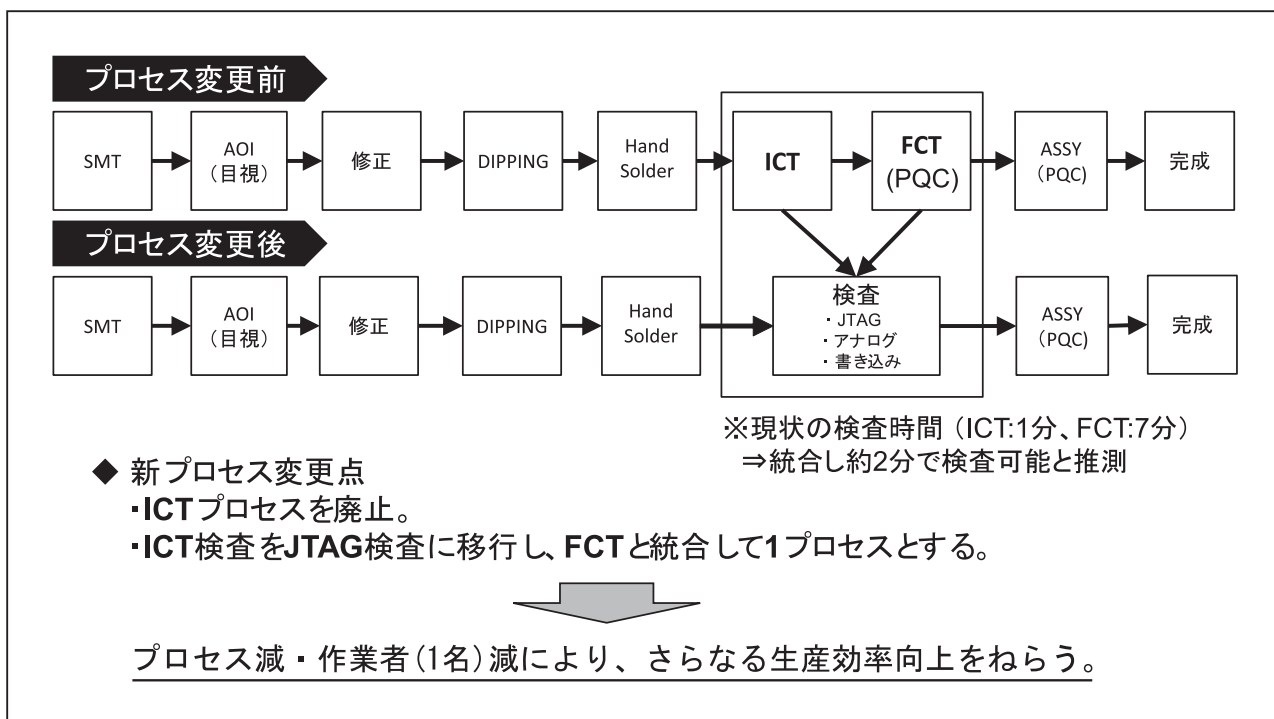 プロセス変更前
SMT
AOI
（目視）
修正
DIPPING
Hand
Solder
ICT
FCT
(PQC)
ASSY
（PQC)
完成
プロセス変更後
SMT
AOI
（目視）
修正
DIPPING
Hand
Solder
検査
・JTAG
・アナログ
・書き込み
ASSY
（PQC)
完成
※現状の検査時間（ICT:1分、FCT:7分）
⇒統合し約2分で検査可能と推測
◆ 新プロセス変更点
・ICTプロセスを廃止。
・ICT検査をJTAG検査に移行し、FCTと統合して1プロセスとする。
プロセス減・作業者(1名)減により、さらなる生産効率向上をねらう。